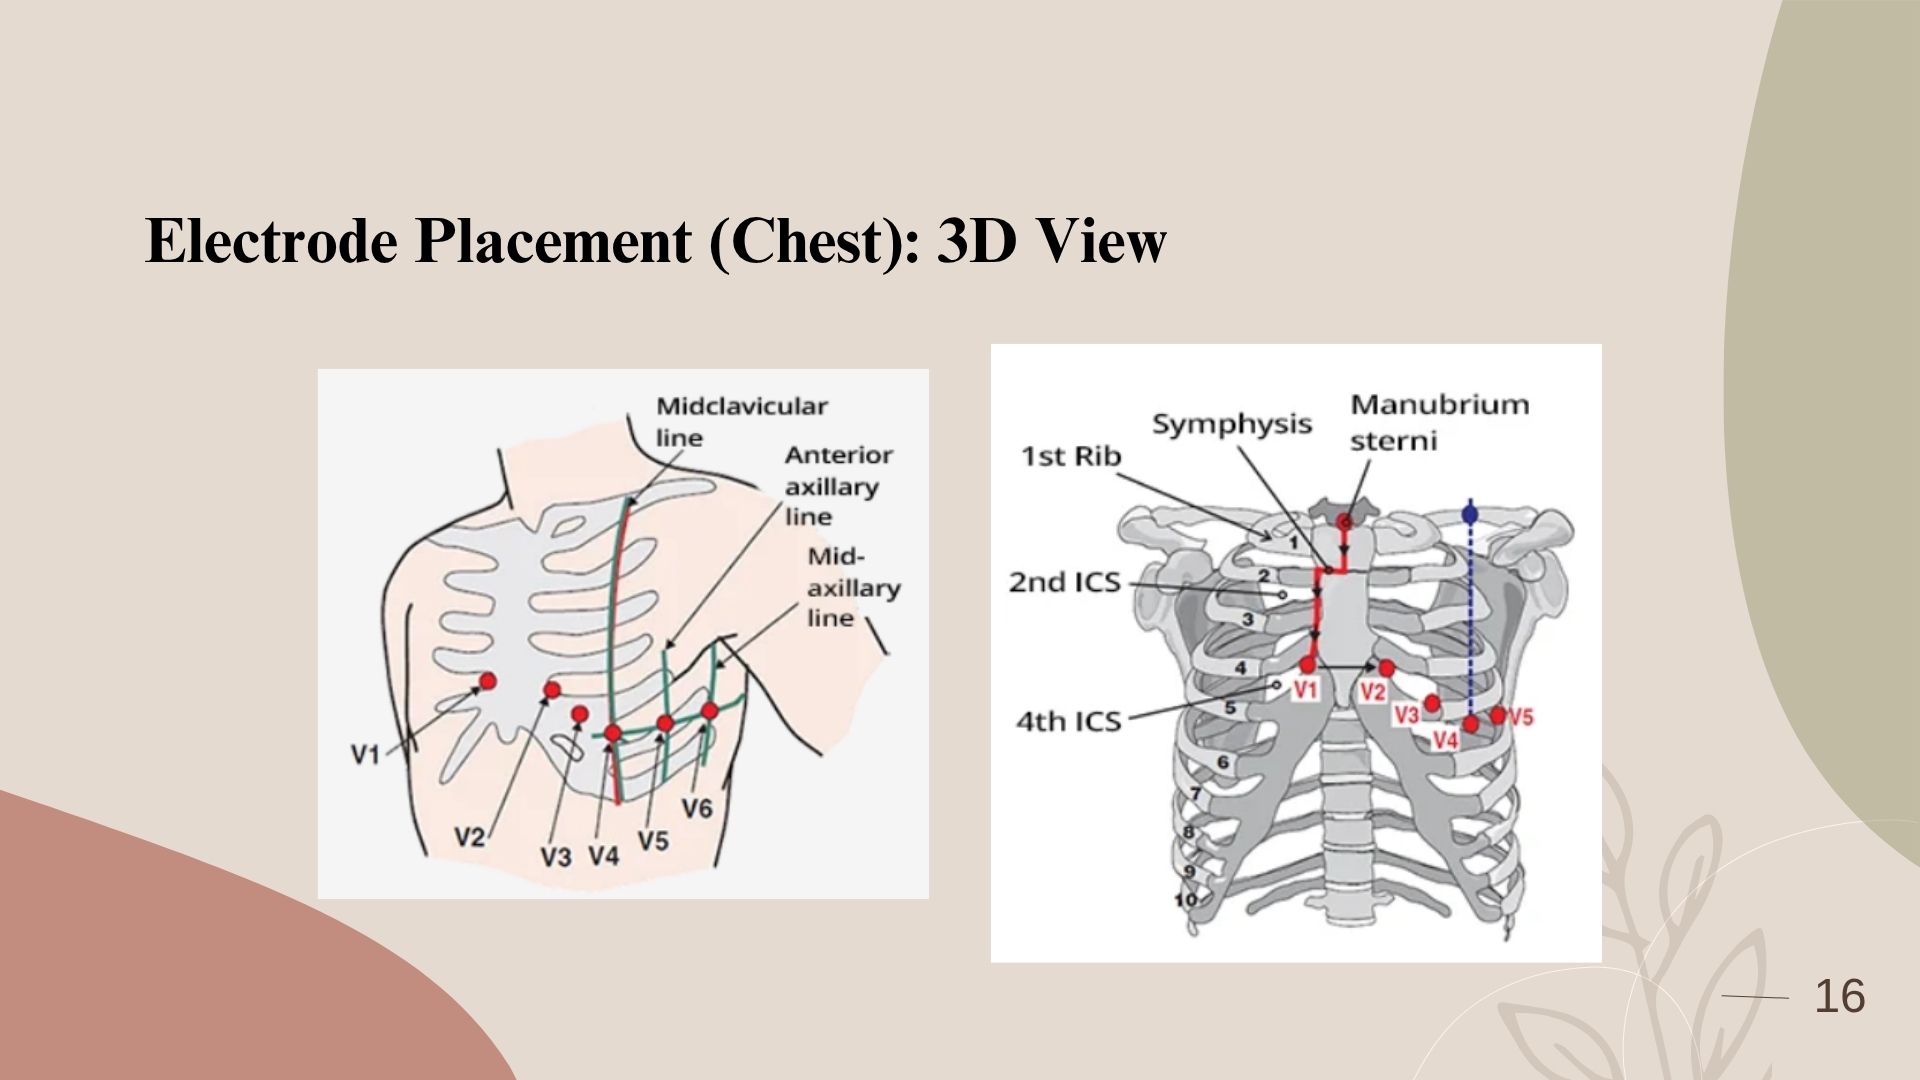 Electrode Placement (Chest): 3D View
Midclavicular
line
Anterior
axillary
line
Mid-
axillary
line
V1
V2
V3
V4
V5
V6
Manubrium
sterni
Symphysis
1st Rib
2nd ICS
4th ICS
1
2
3
4
5
6
7
8
9
10
V1
V2
V3
V4
V5
16